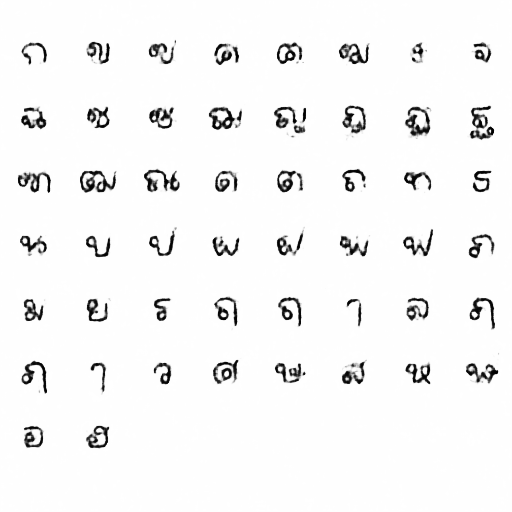 ก ข ฃ ค ฅ ฆ ง จ
ฉ ช ซ ฌ ญ ฎ ฏ ฐ
ฑ ฒ ณ ด ต ถ ท ธ
น บ ป ผ ฝ พ ฟ ภ
ม ย ร ฤ ฤ ๅ ล ฦ
ฦ ๅ ว ศ ษ ส ห ฬ
อ ฮ